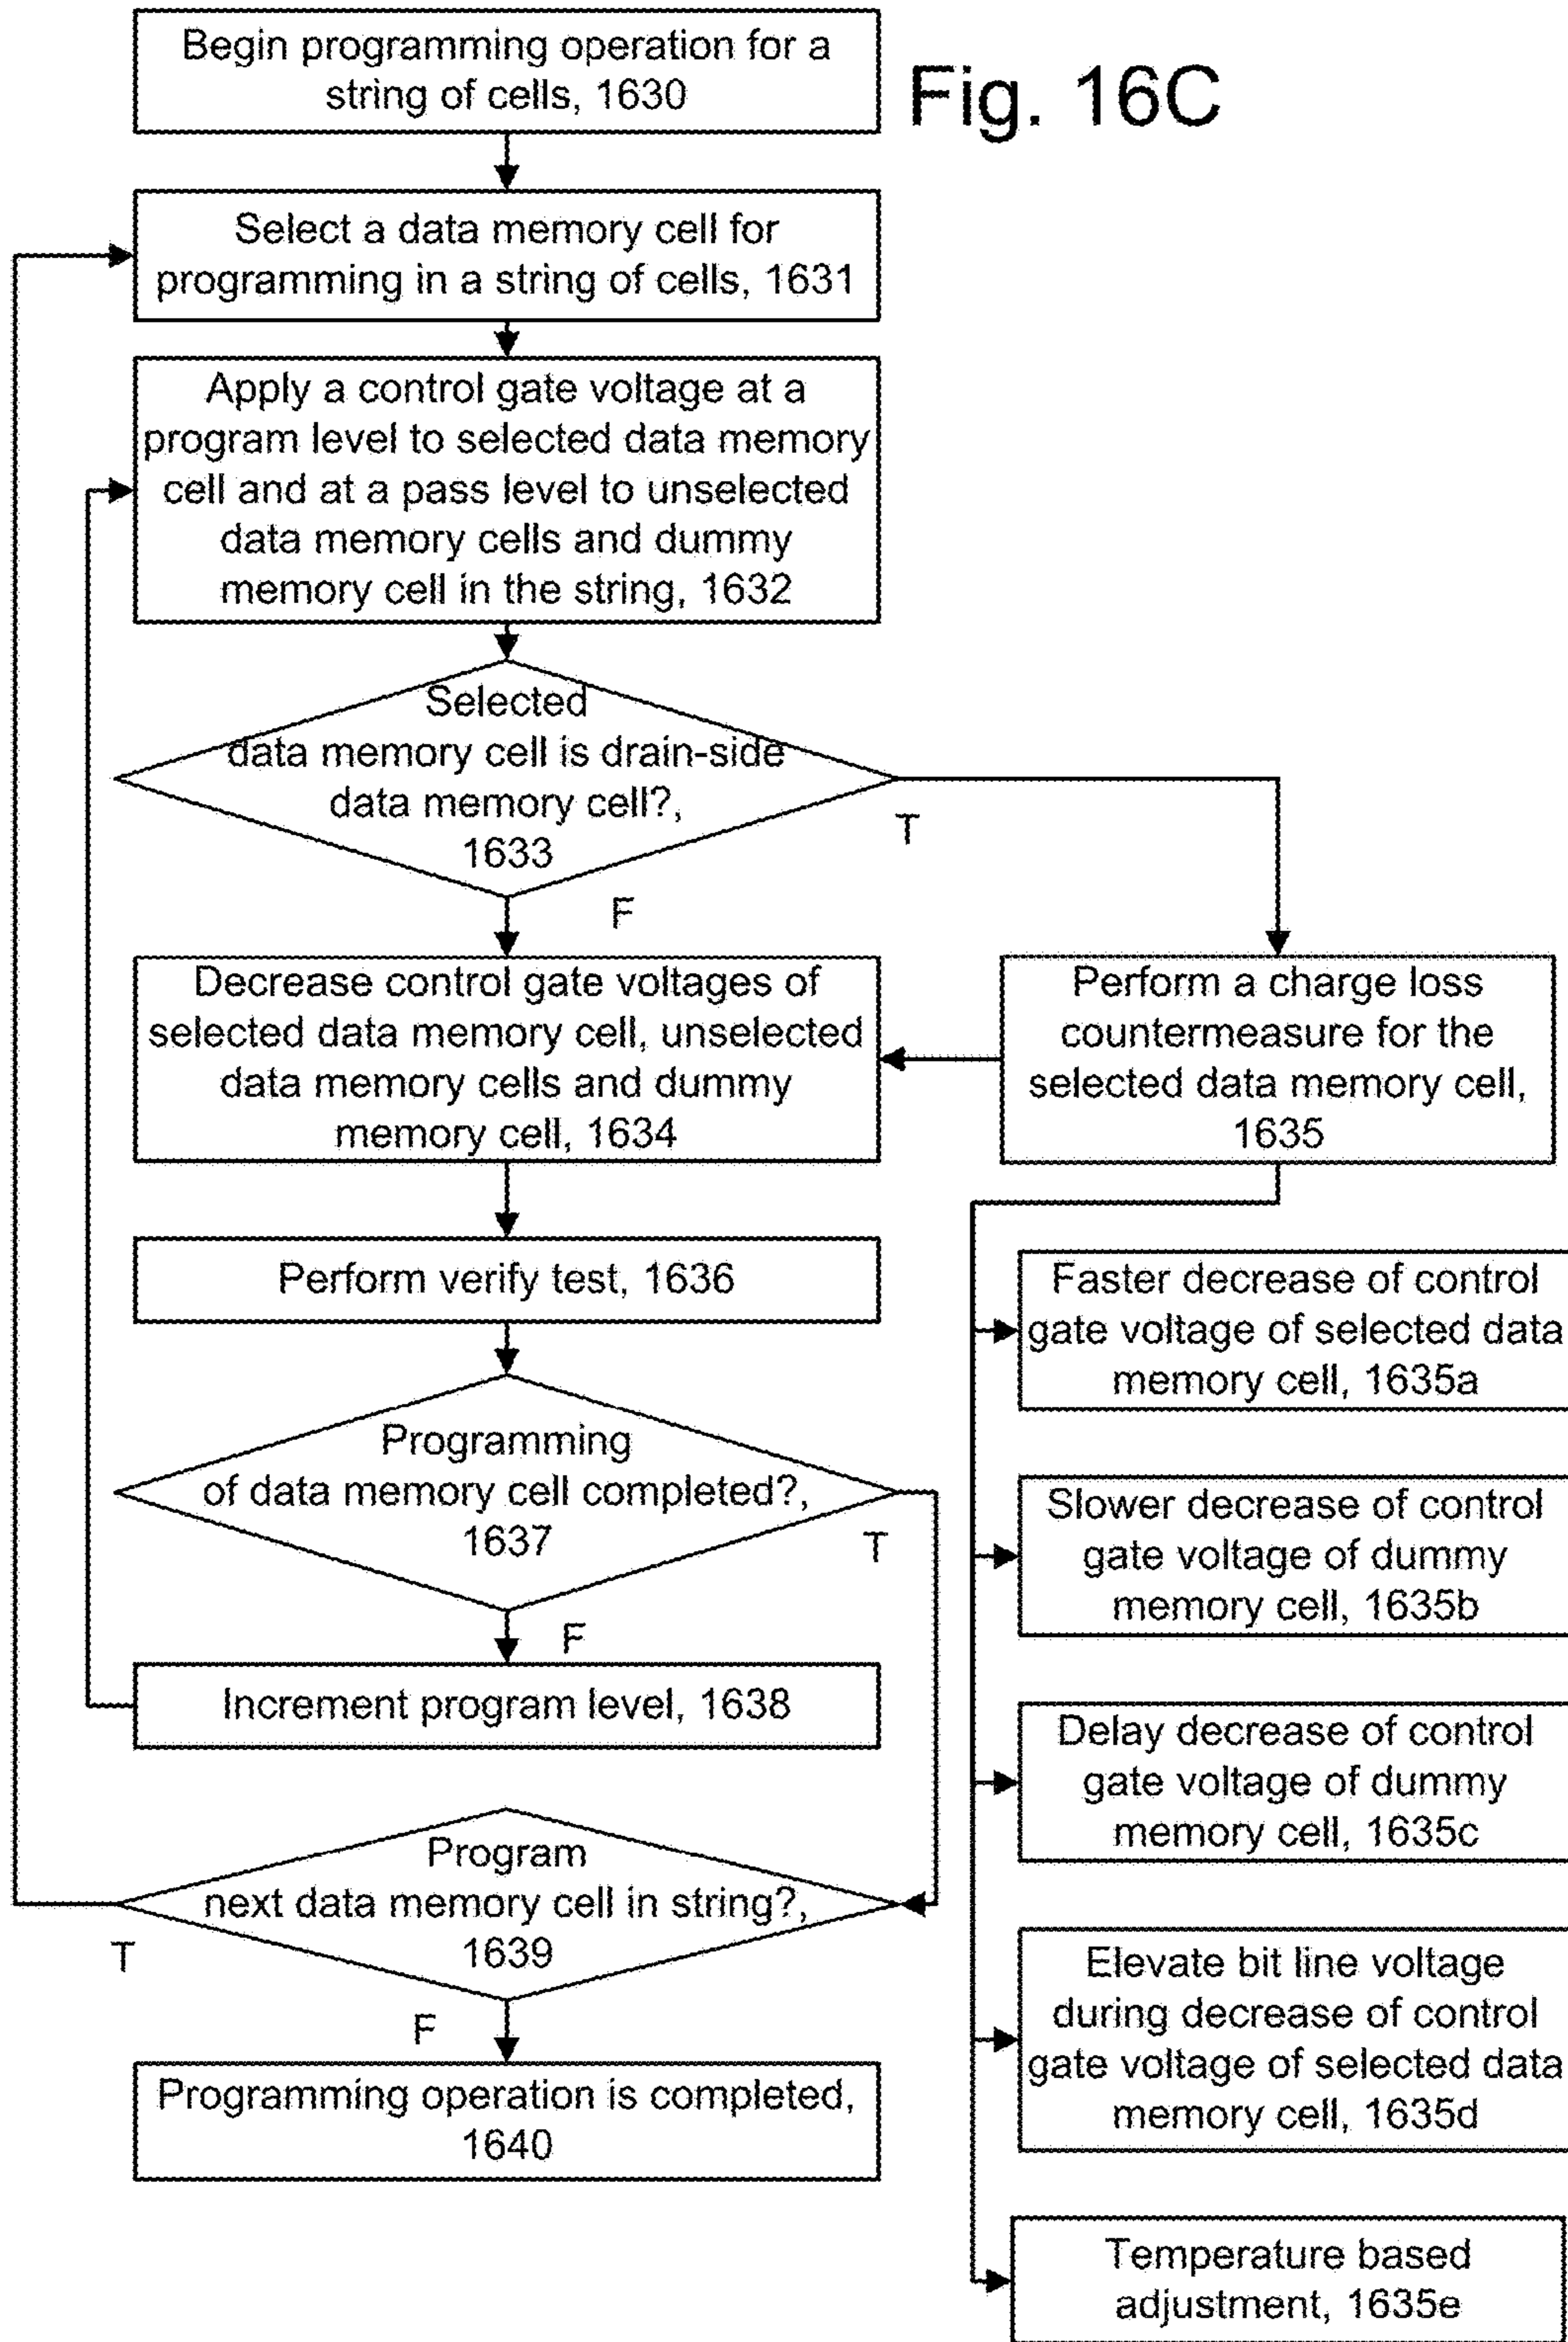 Begin programming operation for a
string of cells, 1630
Fig. 16C
Select a data memory cell for
programming in a string of cells, 1631
Apply a control gate voltage at a
program level to selected data memory
cell and at a pass level to unselected
data memory cells and dummy
memory cell in the string, 1632
Selected
data memory cell is drain-side
data memory cell?,
1633
T
F
Decrease control gate voltages of
selected data memory cell, unselected
data memory cells and dummy
memory cell, 1634
Perform a charge loss
countermeasure for the
selected data memory cell,
1635
Perform verify test, 1636
Programming
of data memory cell completed?,
1637
T
F
Increment program level, 1638
Program
next data memory cell in string?,
1639
T
F
Programming operation is completed,
1640
Faster decrease of control
gate voltage of selected data
memory cell, 1635a
Slower decrease of control
gate voltage of dummy
memory cell, 1635b
Delay decrease of control
gate voltage of dummy
memory cell, 1635c
Elevate bit line voltage
during decrease of control
gate voltage of selected data
memory cell, 1635d
Temperature based
adjustment, 1635e